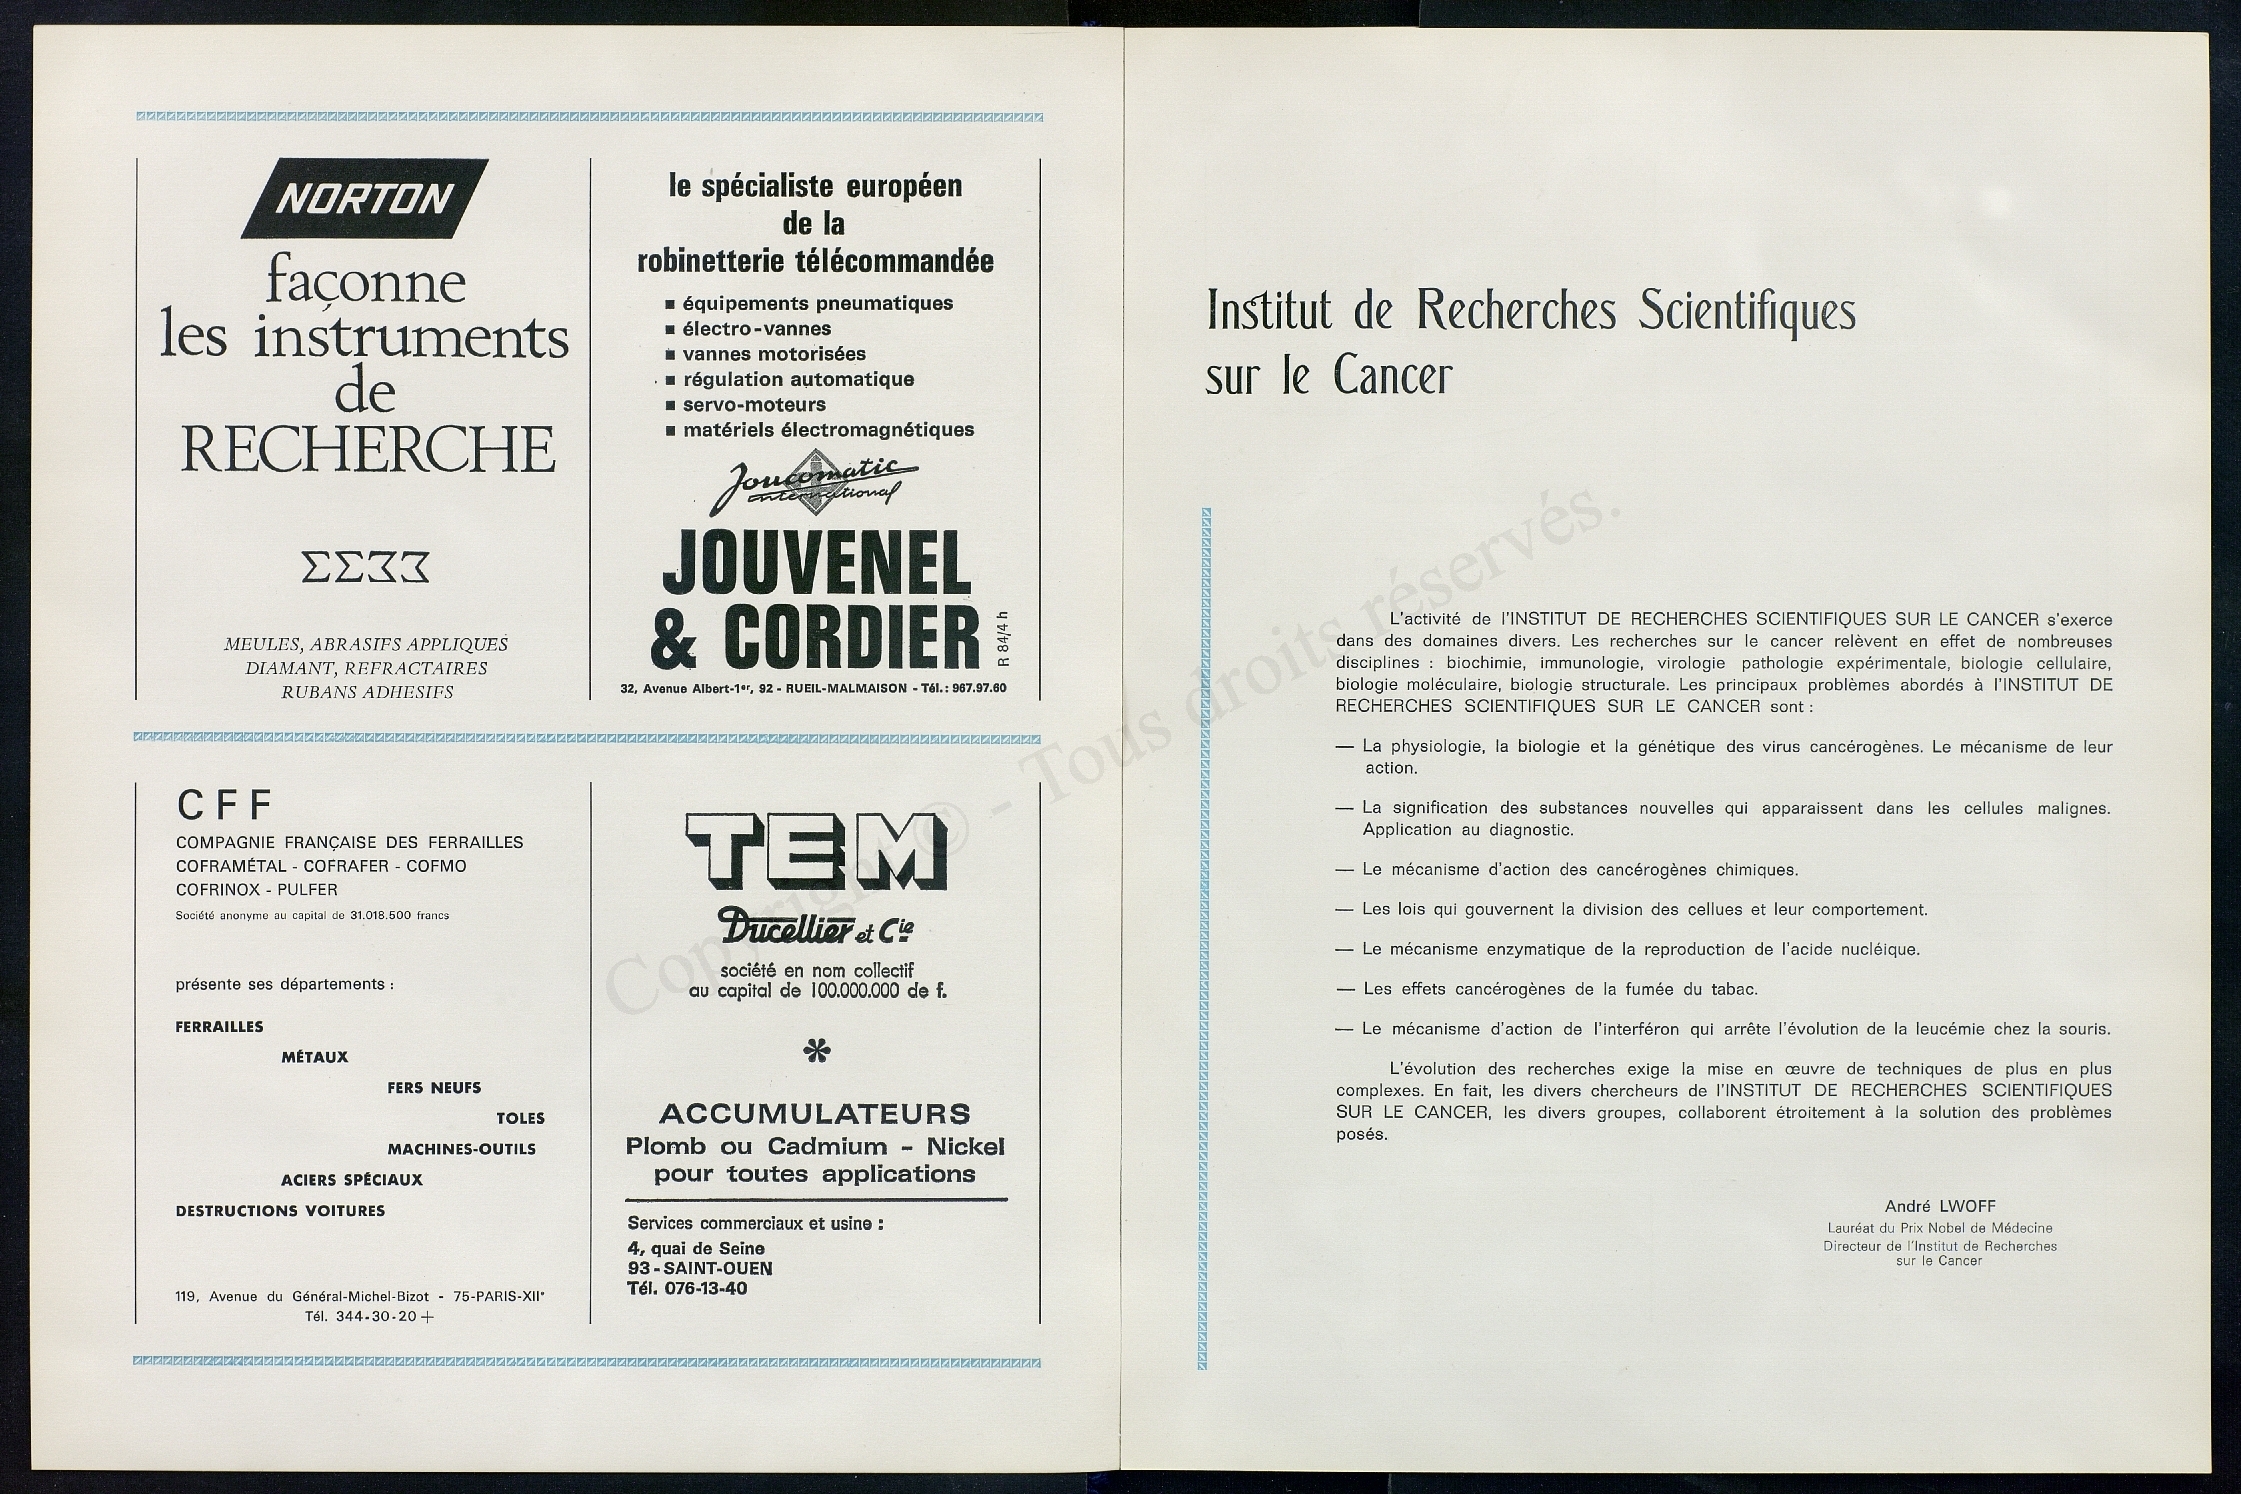 NORTON
façonne
les instruments
de
RECHERCHE
MEULES, ABRASIFS APPLIQUES
DIAMANT, REFRACTAIRES
RUBANS ADHESIFS
le spécialiste européen
de la
robinetterie télécommandée
■ équipements pneumatiques
■ électro-vannes
■ vannes motorisées
■ régulation automatique
■ servo-moteurs
■ matériels électromagnétiques
Joucomatic
international
JOUVENEL
& CORDIER
R 84/4 h
32, Avenue Albert-1er, 92 - RUEIL-MALMAISON - Tél.: 967.97.60
CFF
COMPAGNIE FRANÇAISE DES FERRAILLES
COFRAMÉTAL - COFRAFER - COFMO
COFRINOX - PULFER
Société anonyme au capital de 31.018.500 francs
présente ses départements :
FERRAILLES
MÉTAUX
FERS NEUFS
TOLES
MACHINES-OUTILS
ACIERS SPÉCIAUX
DESTRUCTIONS VOITURES
119, Avenue du Général-Michel-Bizot - 75-PARIS-XIIe
Tél. 344-30-20 +
TEM
Ducellier et Cie
société en nom collectif
au capital de 100.000.000 de f.
*
ACCUMULATEURS
Plomb ou Cadmium - Nickel
pour toutes applications
Services commerciaux et usine :
4, quai de Seine
93 - SAINT-OUEN
Tél. 076-13-40
Institut de Recherches Scientifiques
sur le Cancer
L'activité de l'INSTITUT DE RECHERCHES SCIENTIFIQUES SUR LE CANCER s'exerce
dans des domaines divers. Les recherches sur le cancer relèvent en effet de nombreuses
disciplines : biochimie, immunologie, virologie pathologie expérimentale, biologie cellulaire,
biologie moléculaire, biologie structurale. Les principaux problèmes abordés à l'INSTITUT DE
RECHERCHES SCIENTIFIQUES SUR LE CANCER sont :
— La physiologie, la biologie et la génétique des virus cancérogènes. Le mécanisme de leur
action.
— La signification des substances nouvelles qui apparaissent dans les cellules malignes.
Application au diagnostic.
— Le mécanisme d'action des cancérogènes chimiques.
— Les lois qui gouvernent la division des cellues et leur comportement.
— Le mécanisme enzymatique de la reproduction de l'acide nucléique.
— Les effets cancérogènes de la fumée du tabac.
— Le mécanisme d'action de l'interféron qui arrête l'évolution de la leucémie chez la souris.
L'évolution des recherches exige la mise en œuvre de techniques de plus en plus
complexes. En fait, les divers chercheurs de l'INSTITUT DE RECHERCHES SCIENTIFIQUES
SUR LE CANCER, les divers groupes, collaborent étroitement à la solution des problèmes
posés.
André LWOFF
Lauréat du Prix Nobel de Médecine
Directeur de l'Institut de Recherches
sur le Cancer
Copyright © - Tous droits réservés.